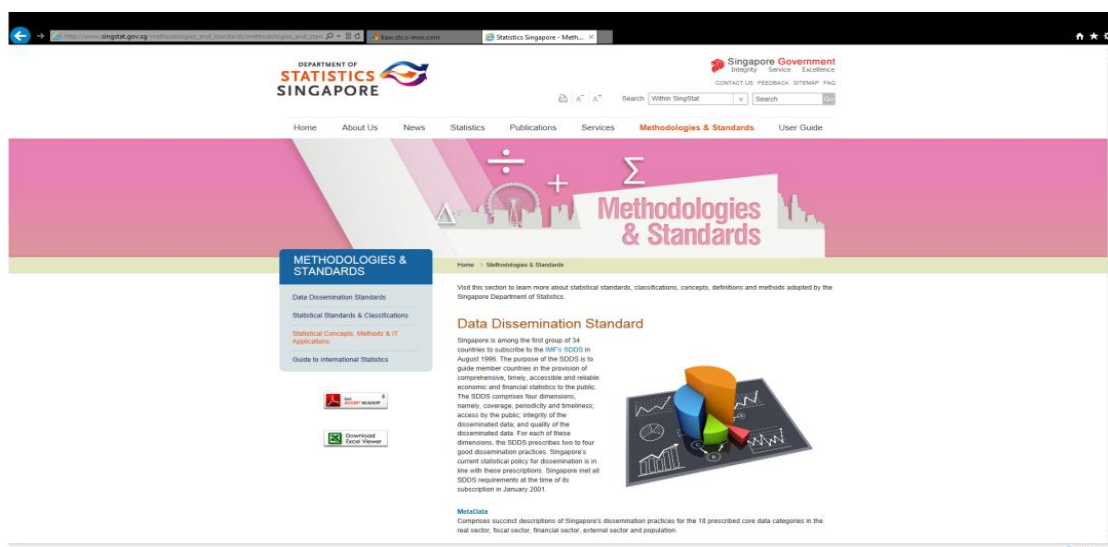 http://www.singstat.gov.sg/methodologies_and_standards/methodologies_and_stan
kaw.stc.s-msn.com
Statistics Singapore - Meth...
DEPARTMENT OF
STATISTICS
SINGAPORE
Singapore Government
Integrity Service Excellence
CONTACT US FEEDBACK SITEMAP FAQ
A- A+ Search Within SingStat Search GO
Home About Us News Statistics Publications Services Methodologies & Standards User Guide
Methodologies
& Standards
METHODOLOGIES &
STANDARDS
Data Dissemination Standards
Statistical Standards & Classifications
Statistical Concepts, Methods & IT
Applications
Guide to International Statistics
Get
ADOBE® READER®
Download
Excel Viewer
Home > Methodologies & Standards
Visit this section to learn more about statistical standards, classifications, concepts, definitions and methods adopted by the
Singapore Department of Statistics.
Data Dissemination Standard
Singapore is among the first group of 34
countries to subscribe to the IMF's SDDS in
August 1996. The purpose of the SDDS is to
guide member countries in the provision of
comprehensive, timely, accessible and reliable
economic and financial statistics to the public.
The SDDS comprises four dimensions,
namely, coverage, periodicity and timeliness;
access by the public; integrity of the
disseminated data; and quality of the
disseminated data. For each of these
dimensions, the SDDS prescribes two to four
good dissemination practices. Singapore's
current statistical policy for dissemination is in
line with these prescriptions. Singapore met all
SDDS requirements at the time of its
subscription in January 2001.
MetaData
Comprises succinct descriptions of Singapore's dissemination practices for the 18 prescribed core data categories in the
real sector, fiscal sector, financial sector, external sector and population.